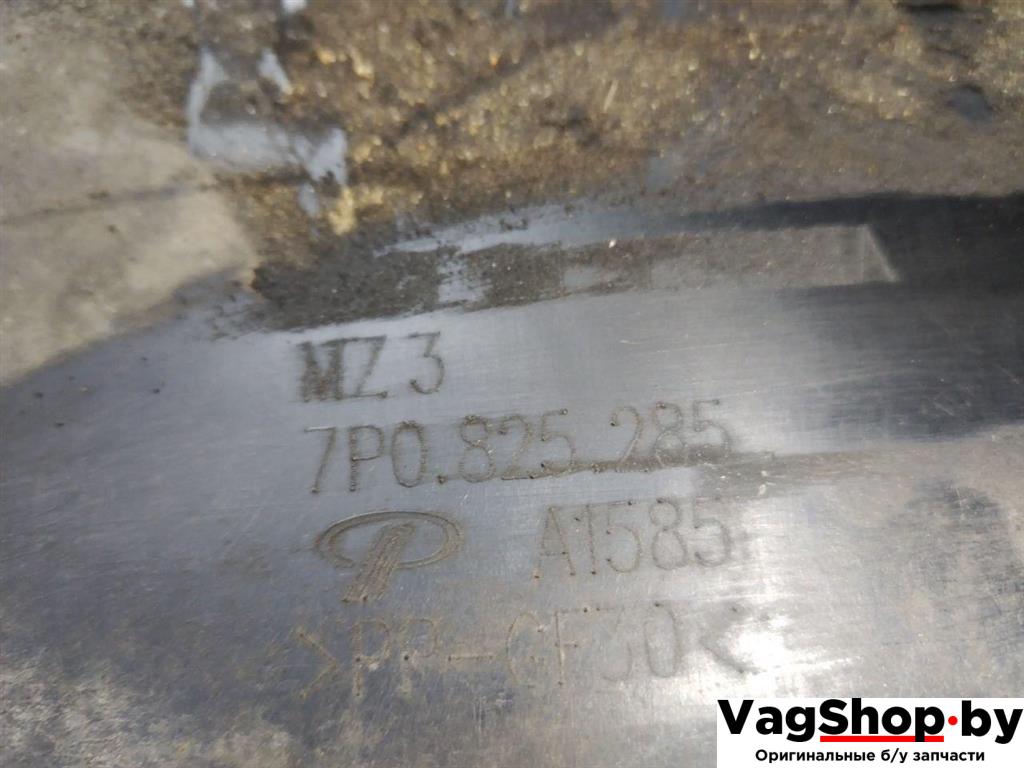 MZ3
7P0.825.285
A1585
>PP-GF30<
VagShop.by
Оригинальные б/у запчасти